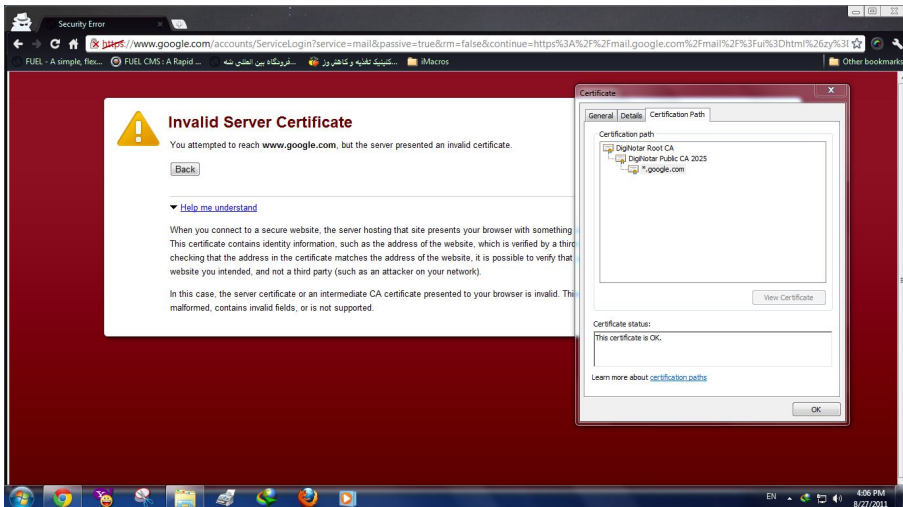 Security Error
https://www.google.com/accounts/ServiceLogin?service=mail&passive=true&rm=false&continue=https%3A%2F%2Fmail.google.com%2Fmail%2F%3Fui%3Dhtml%26zy%3
FUEL - A simple, flex... FUEL CMS : A Rapid ... فروشگاه بین المللی شه... کلینیک تغذیه و کاهش وز... iMacros Other bookmarks
Invalid Server Certificate
You attempted to reach www.google.com, but the server presented an invalid certificate.
Back
Help me understand
When you connect to a secure website, the server hosting that site presents your browser with something
This certificate contains identity information, such as the address of the website, which is verified by a third
checking that the address in the certificate matches the address of the website, it is possible to verify that
website you intended, and not a third party (such as an attacker on your network).
In this case, the server certificate or an intermediate CA certificate presented to your browser is invalid. Thi
malformed, contains invalid fields, or is not supported.
Certificate
General Details Certification Path
Certification path
DigiNotar Root CA
DigiNotar Public CA 2025
*.google.com
View Certificate
Certificate status:
This certificate is OK.
Learn more about certification paths
OK
EN 4:06 PM
8/27/2011